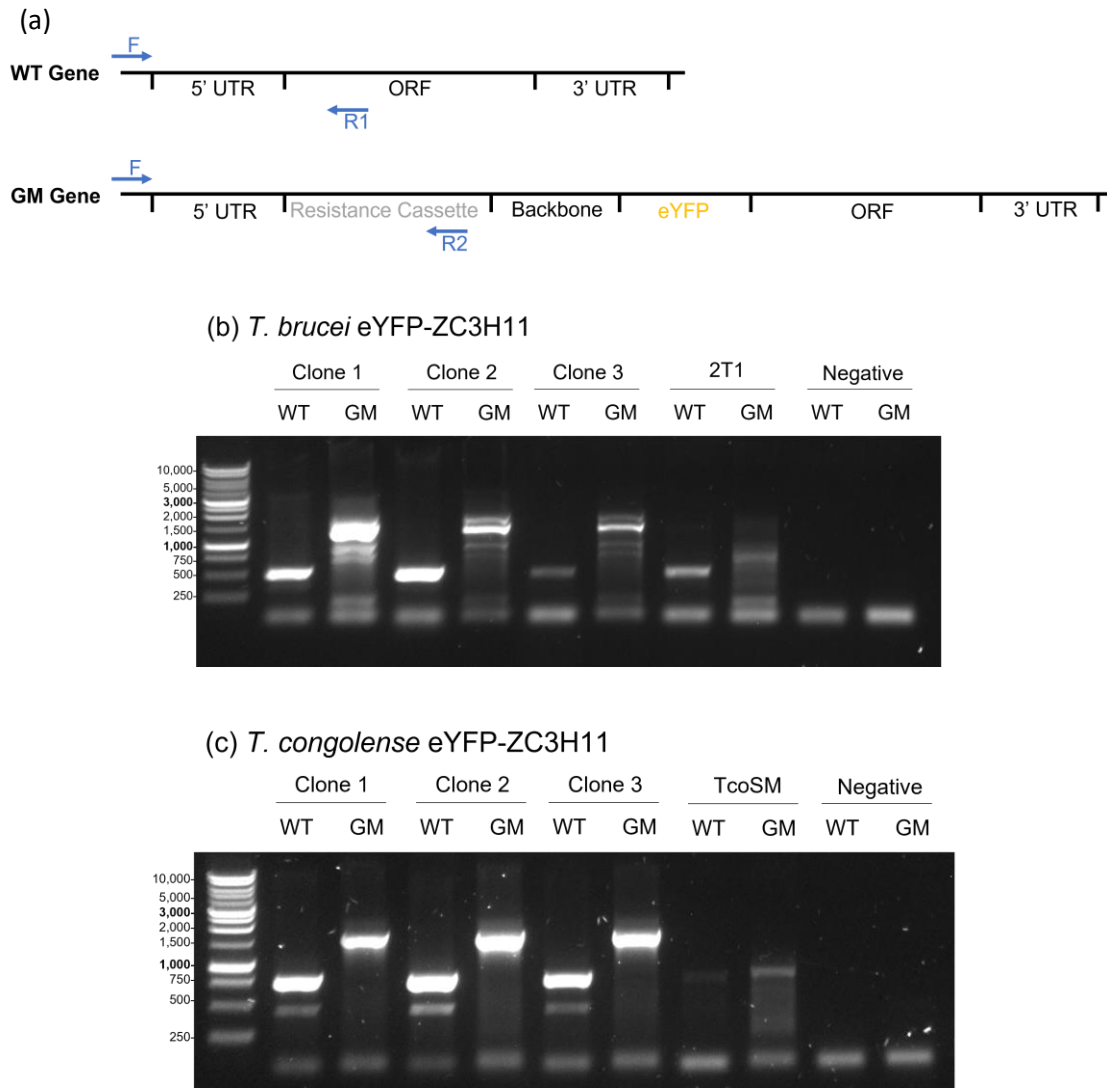 (a)
F
WT Gene
5' UTR ORF 3' UTR
R1
F
GM Gene
5' UTR Resistance Cassette Backbone eYFP ORF 3' UTR
R2
(b) T. brucei eYFP-ZC3H11
Clone 1 Clone 2 Clone 3 2T1 Negative
WT GM WT GM WT GM WT GM WT GM
10,000
5,000
3,000
2,000
1,500
1,000
750
500
250
(c) T. congolense eYFP-ZC3H11
Clone 1 Clone 2 Clone 3 TcoSM Negative
WT GM WT GM WT GM WT GM WT GM
10,000
5,000
3,000
2,000
1,500
1,000
750
500
250